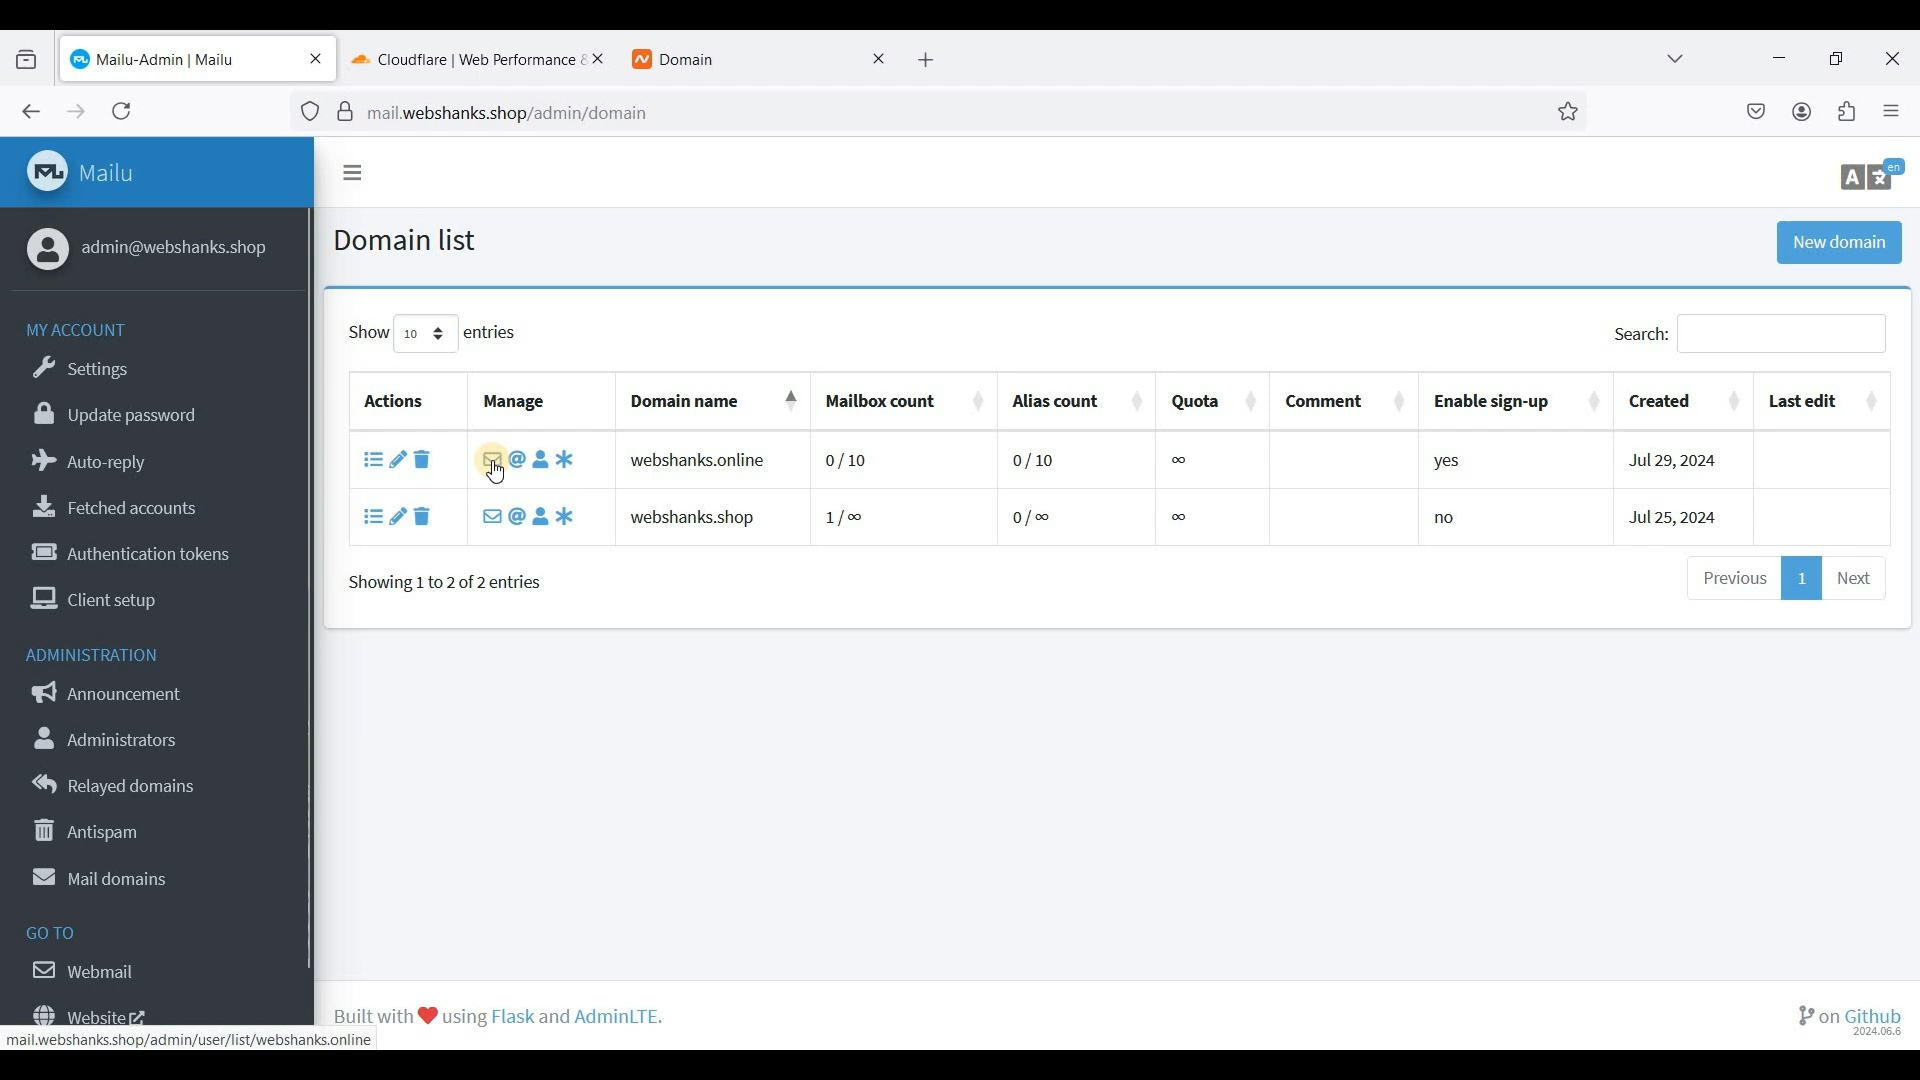 Mailu-Admin | Mailu
Cloudflare | Web Performance &
Domain
mail.webshanks.shop/admin/domain
Mailu
en
admin@webshanks.shop
Domain list
New domain
MY ACCOUNT
Settings
Update password
Auto-reply
Fetched accounts
Authentication tokens
Client setup
ADMINISTRATION
Announcement
Administrators
Relayed domains
Antispam
Mail domains
GO TO
Webmail
Website
Show 10 entries
Search:
Actions Manage Domain name Mailbox count Alias count Quota Comment Enable sign-up Created Last edit
webshanks.online 0 / 10 0 / 10 ∞ yes Jul 29, 2024
webshanks.shop 1 / ∞ 0 / ∞ ∞ no Jul 25, 2024
Showing 1 to 2 of 2 entries
Previous 1 Next
Built with ❤ using Flask and AdminLTE.
on Github
2024.06.6
mail.webshanks.shop/admin/user/list/webshanks.online